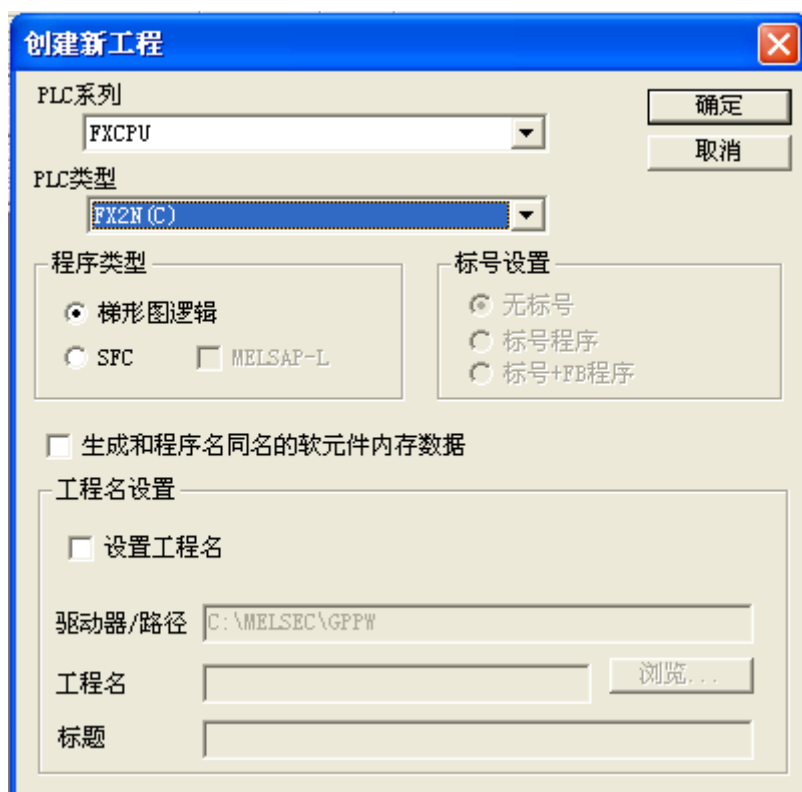 创建新工程
PLC系列
FXCPU
确定
取消
PLC类型
FX2N(C)
程序类型
梯形图逻辑
SFC
MELSAP-L
标号设置
无标号
标号程序
标号+FB程序
生成和程序名同名的软元件内存数据
工程名设置
设置工程名
驱动器/路径
C:\MELSEC\GPPW
工程名
浏览...
标题